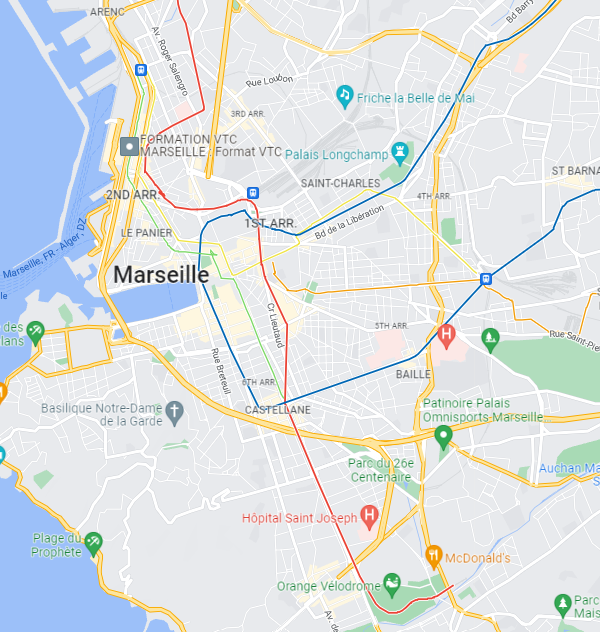 ARENC
Bd Barry
Av. Roger Salengro
Rue Loubon
Friche la Belle de Mai
3RD ARR.
FORMATION VTC
MARSEILLE : Format VTC
Palais Longchamp
ST BARNA
SAINT-CHARLES
2ND ARR.
4TH ARR.
1ST ARR.
Bd de la Libération
LE PANIER
Marseille, FR - Alger - DZ
Marseille
le
Cr Lieutaud
5TH ARR.
Rue Saint-Pie
des
lans
H
Rue Breteuil
BAILLE
6TH ARR.
CASTELLANE
Patinoire Palais
Omnisports Marseille
Basilique Notre-Dame
de la Garde
Parc du 26e
Centenaire
Auchan Ma
S
Hôpital Saint Joseph
H
Plage du
Prophète
McDonald's
Orange Vélodrome
Parc
Mais
Av. de